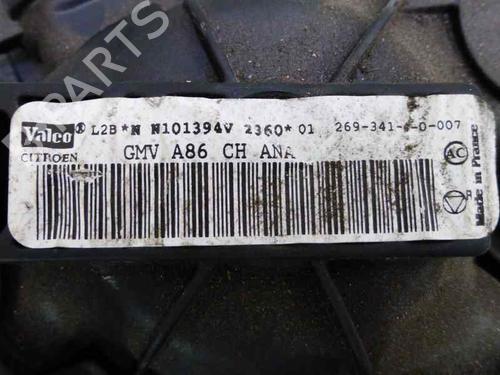 Valeo® L2B*N N101394V 2360*01 269-341-6-0-007
CITROEN GMV A86 CH ANA
AC
P
Made in France
B-PARTS